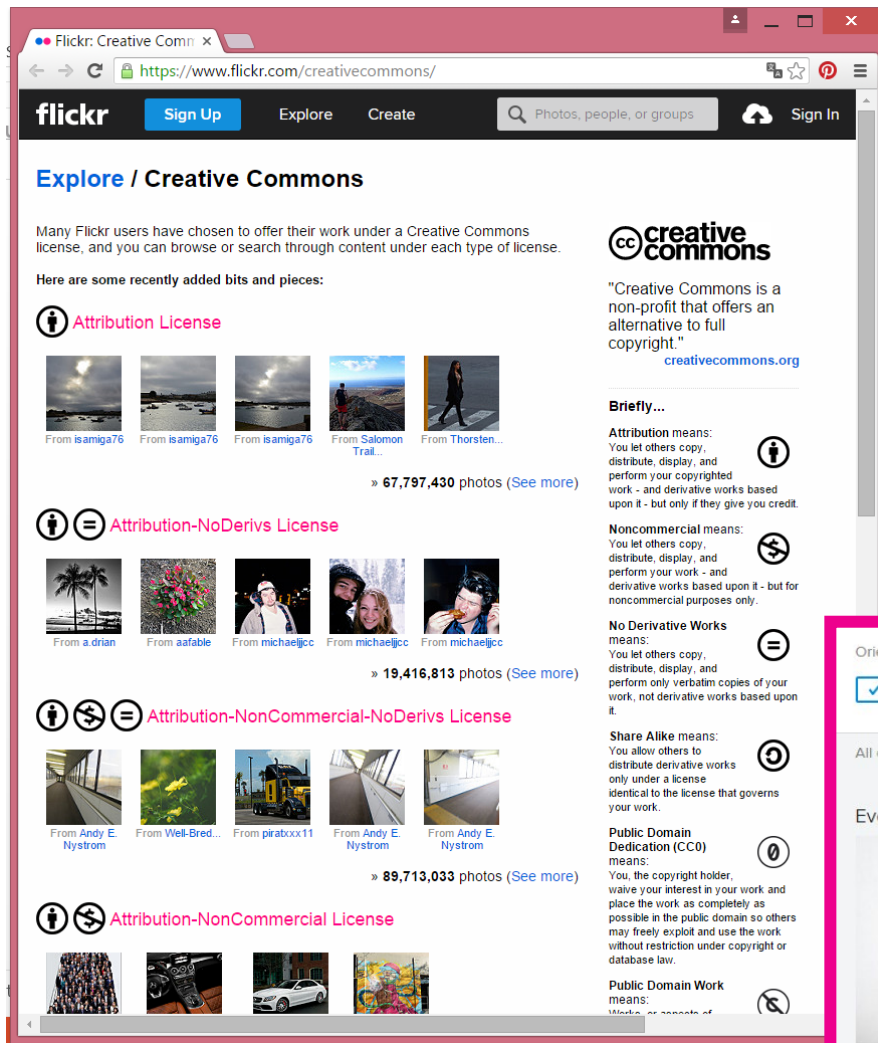 Flickr: Creative Comm
https://www.flickr.com/creativecommons/
flickr Sign Up Explore Create Photos, people, or groups Sign In
Explore / Creative Commons
Many Flickr users have chosen to offer their work under a Creative Commons
license, and you can browse or search through content under each type of license.
Here are some recently added bits and pieces:
Attribution License
From isamiga76 From isamiga76 From isamiga76 From Salomon Trail... From Thorsten...
» 67,797,430 photos (See more)
Attribution-NoDerivs License
From a.drian From aafable From michaeljjcc From michaeljjcc From michaeljjcc
» 19,416,813 photos (See more)
Attribution-NonCommercial-NoDerivs License
From Andy E. Nystrom From Well-Bred... From piratxxx11 From Andy E. Nystrom From Andy E. Nystrom
» 89,713,033 photos (See more)
Attribution-NonCommercial License
cc creative
commons
"Creative Commons is a
non-profit that offers an
alternative to full
copyright."
creativecommons.org
Briefly...
Attribution means:
You let others copy,
distribute, display, and
perform your copyrighted
work - and derivative works based
upon it - but only if they give you credit.
Noncommercial means:
You let others copy,
distribute, display, and
perform your work - and
derivative works based upon it - but for
noncommercial purposes only.
No Derivative Works
means:
You let others copy,
distribute, display, and
perform only verbatim copies of your
work, not derivative works based upon
it.
Share Alike means:
You allow others to
distribute derivative works
only under a license
identical to the license that governs
your work.
Public Domain
Dedication (CC0)
means:
You, the copyright holder,
waive your interest in your work and
place the work as completely as
possible in the public domain so others
may freely exploit and use the work
without restriction under copyright or
database law.
Public Domain Work
means:
Works, or aspects of
All